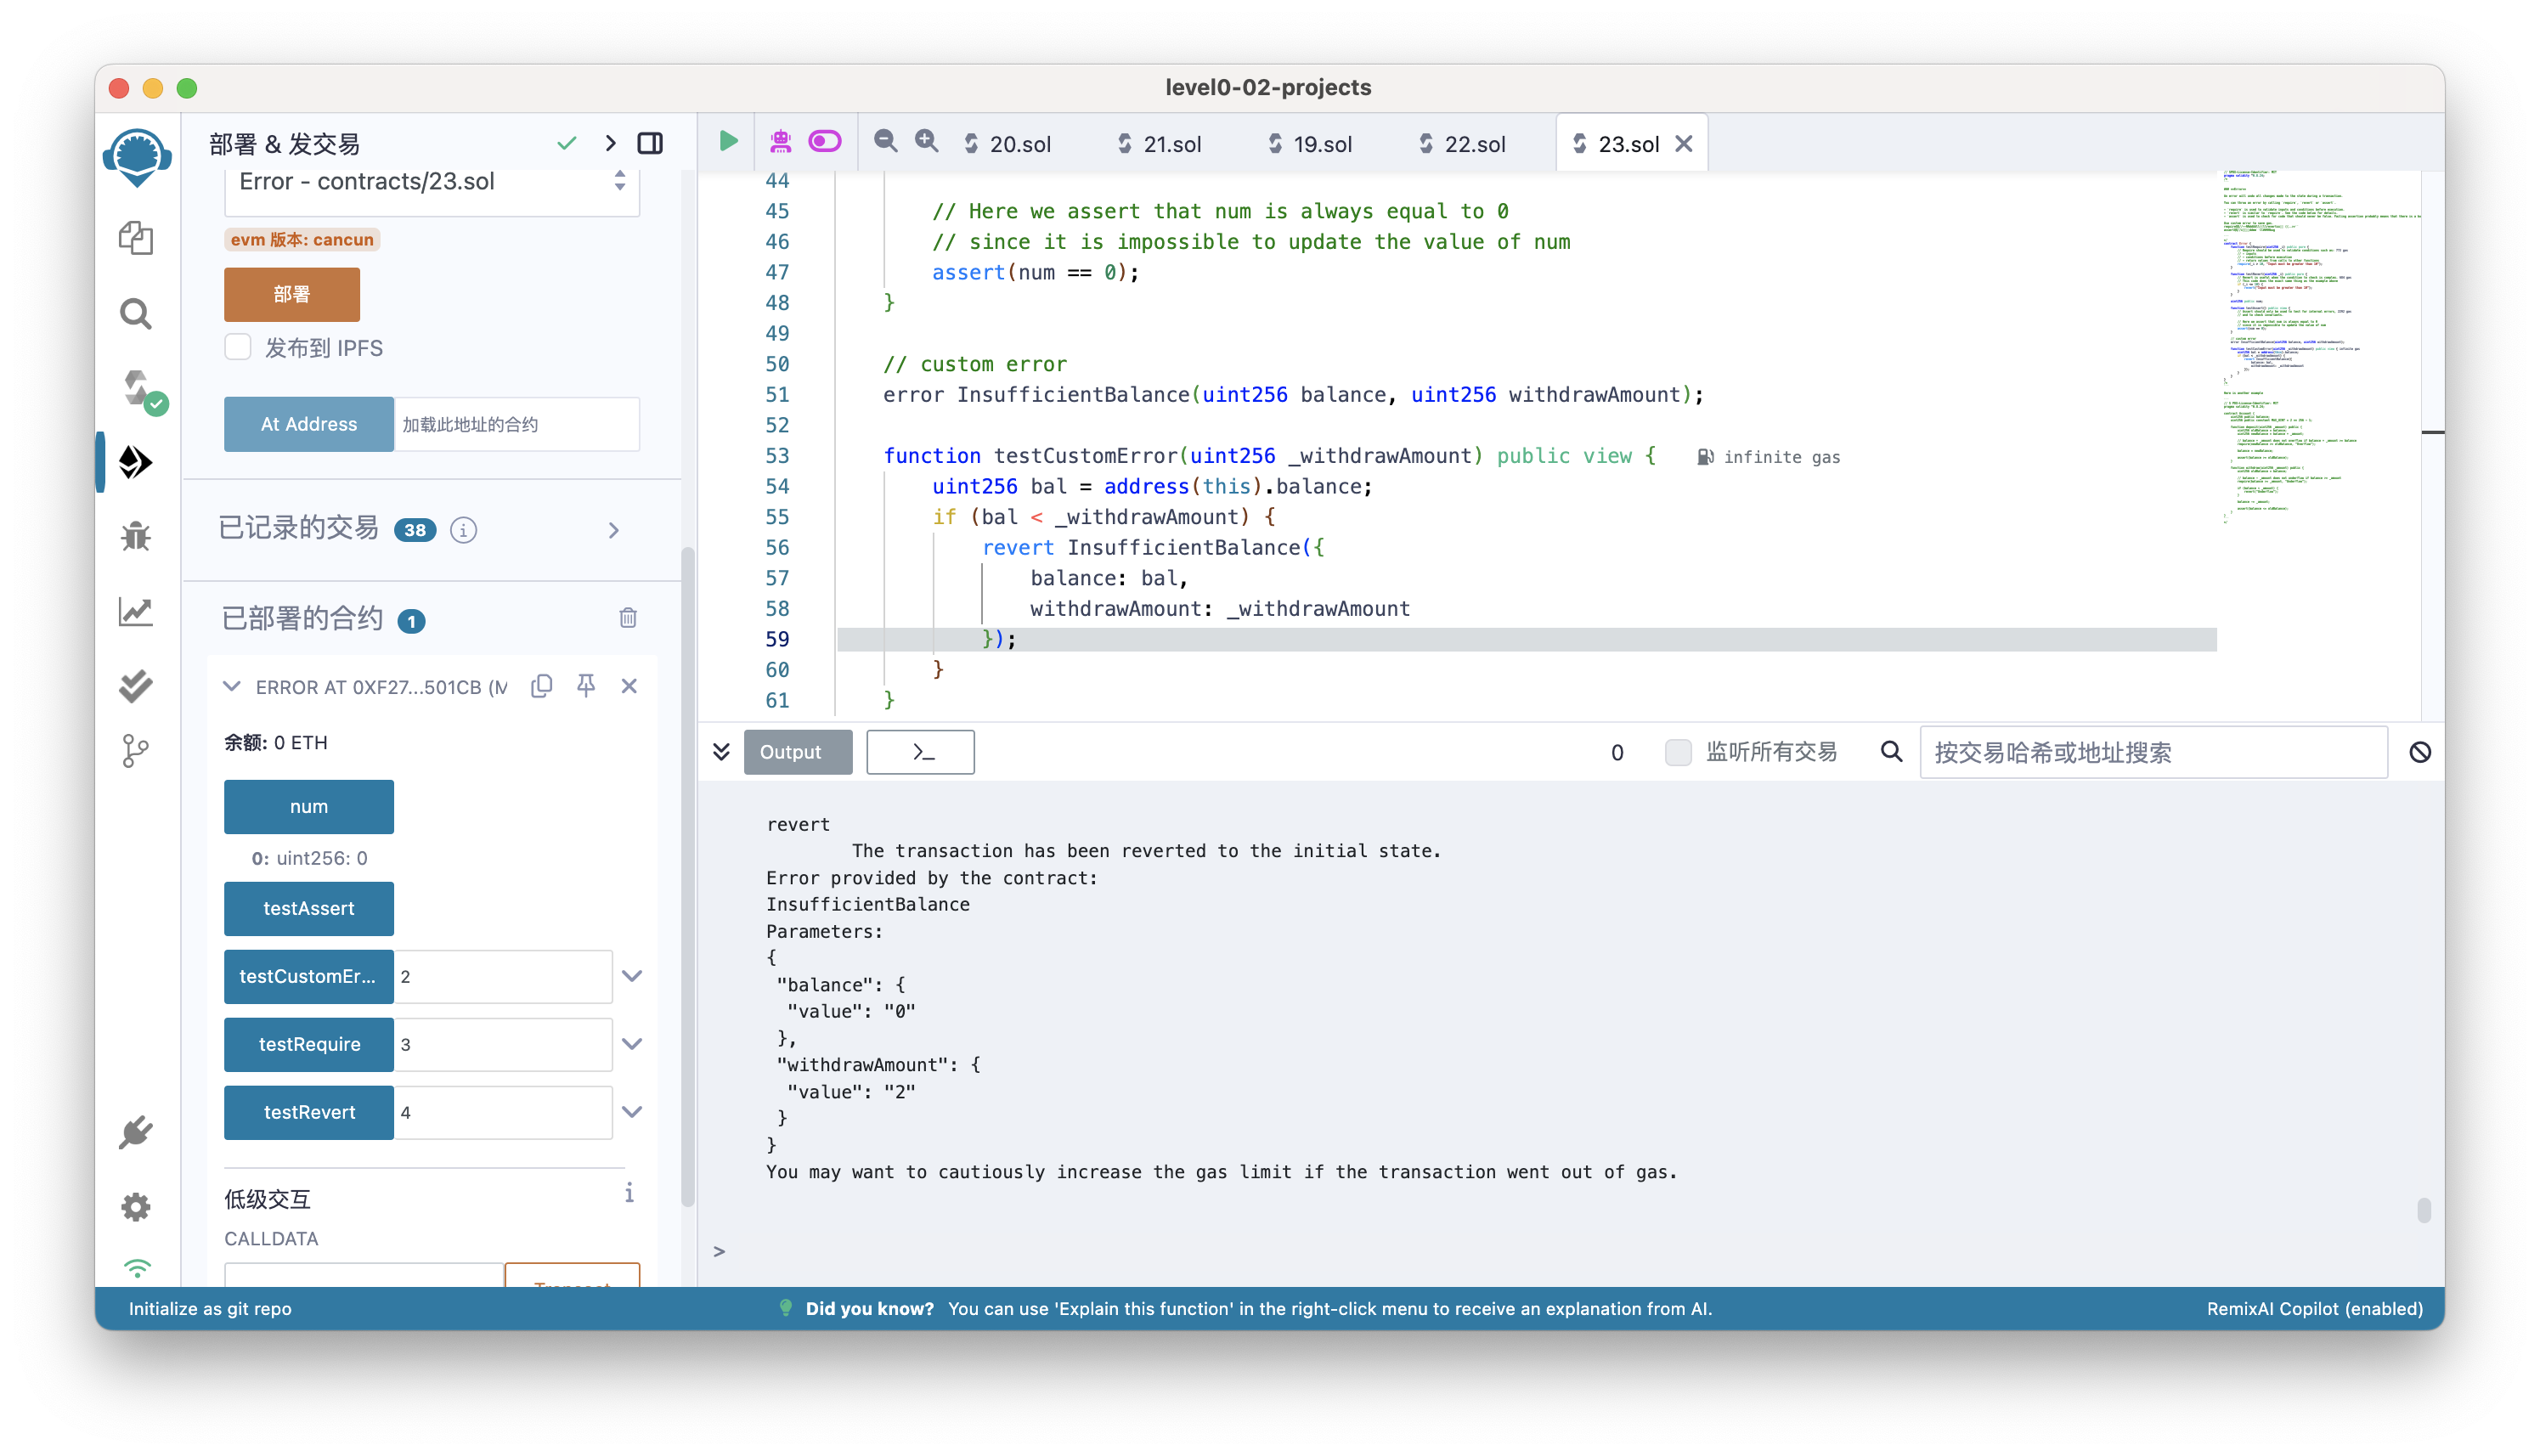 level0-02-projects
部署 & 发交易
Error - contracts/23.sol
evm 版本: cancun
部署
发布到 IPFS
At Address
加载此地址的合约
已记录的交易 38
已部署的合约 1
ERROR AT 0XF27...501CB (M
余额: 0 ETH
num
0: uint256: 0
testAssert
testCustomEr... 2
testRequire 3
testRevert 4
低级交互
CALLDATA
20.sol 21.sol 19.sol 22.sol 23.sol
44
45 // Here we assert that num is always equal to 0
46 // since it is impossible to update the value of num
47 assert(num == 0);
48 }
49
50 // custom error
51 error InsufficientBalance(uint256 balance, uint256 withdrawAmount);
52
53 function testCustomError(uint256 _withdrawAmount) public view { infinite gas
54 uint256 bal = address(this).balance;
55 if (bal < _withdrawAmount) {
56 revert InsufficientBalance({
57 balance: bal,
58 withdrawAmount: _withdrawAmount
59 });
60 }
61 }
Output >_ 0 监听所有交易 按交易哈希或地址搜索
revert
The transaction has been reverted to the initial state.
Error provided by the contract:
InsufficientBalance
Parameters:
{
"balance": {
"value": "0"
},
"withdrawAmount": {
"value": "2"
}
}
You may want to cautiously increase the gas limit if the transaction went out of gas.
>
Initialize as git repo
Did you know? You can use 'Explain this function' in the right-click menu to receive an explanation from AI.
RemixAI Copilot (enabled)